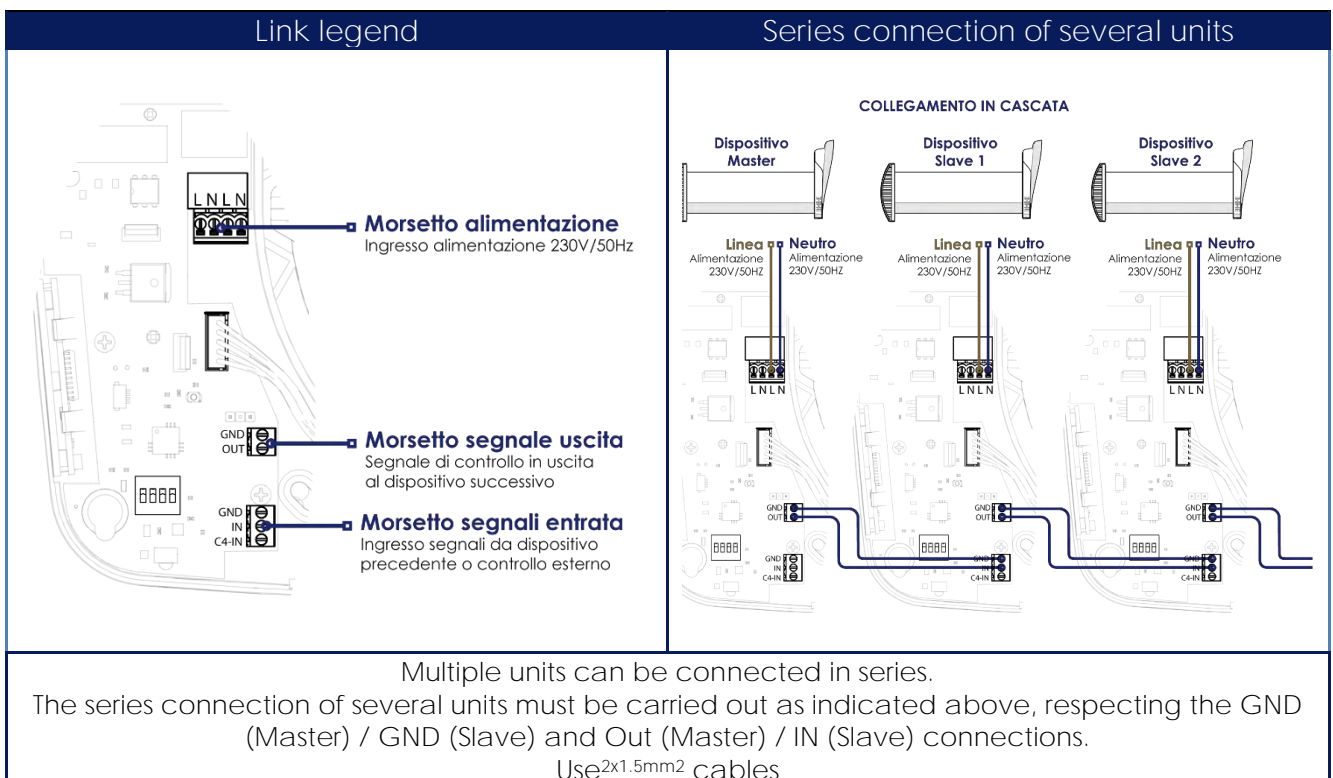 Link legend
Series connection of several units
L N L N
Morsetto alimentazione
Ingresso alimentazione 230V/50Hz
GND
OUT
Morsetto segnale uscita
Segnale di controllo in uscita
al dispositivo successivo
GND
IN
C4-IN
Morsetto segnali entrata
Ingresso segnali da dispositivo
precedente o controllo esterno
COLLEGAMENTO IN CASCATA
Dispositivo
Master
Dispositivo
Slave 1
Dispositivo
Slave 2
Linea
Alimentazione
230V/50HZ
Neutro
Alimentazione
230V/50HZ
Linea
Alimentazione
230V/50HZ
Neutro
Alimentazione
230V/50HZ
Linea
Alimentazione
230V/50HZ
Neutro
Alimentazione
230V/50HZ
L N L N
L N L N
L N L N
GND
OUT
GND
OUT
GND
OUT
GND
IN
C4-IN
GND
IN
C4-IN
GND
IN
C4-IN
Multiple units can be connected in series.
The series connection of several units must be carried out as indicated above, respecting the GND
(Master) / GND (Slave) and Out (Master) / IN (Slave) connections.
Use2x1.5mm2 cables